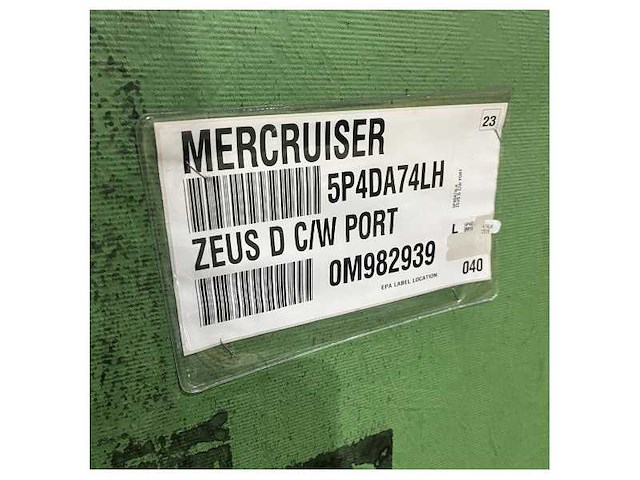 23
MERCRUISER
5P4DA74LH
ZEUS D C/W PORT
L
0M982939
040
EPA LABEL LOCATION